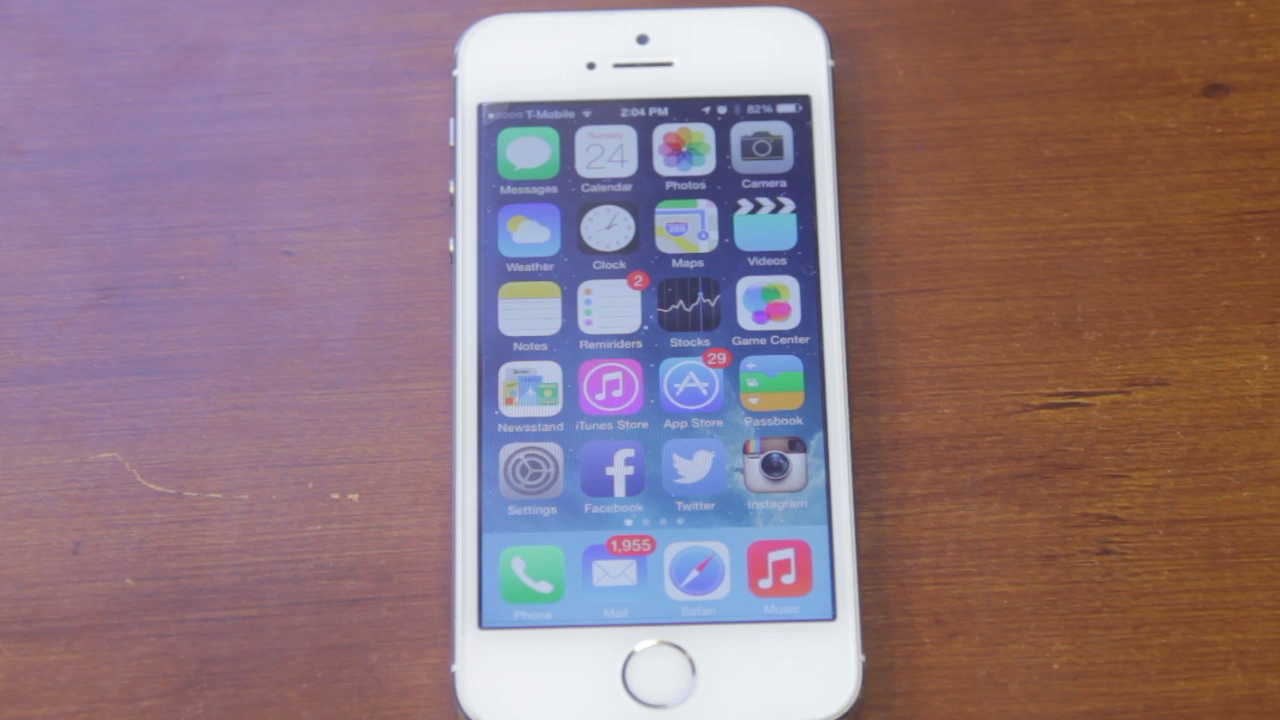 T-Mobile 2:04 PM 82%
Sunday
24
Messages Calendar Photos Camera
280
Weather Clock Maps Videos
2
Notes Reminders Stocks Game Center
29
News
Newsstand iTunes Store App Store Passbook
Settings Facebook Twitter Instagram
1,955
Phone Mail Safari Music